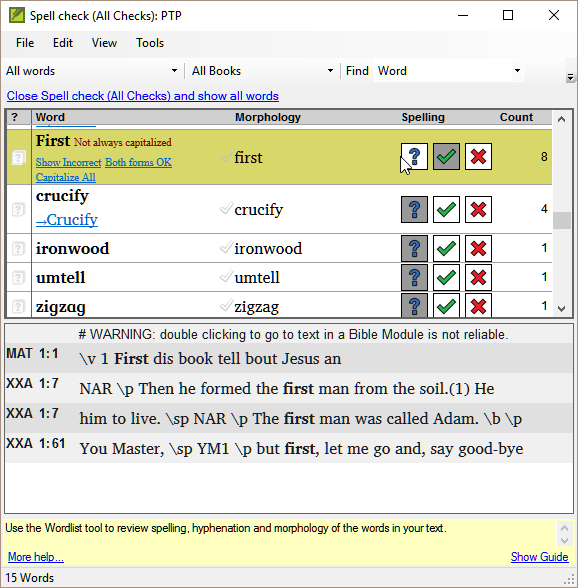 Spell check (All Checks): PTP
File Edit View Tools
All words All Books Find Word
Close Spell check (All Checks) and show all words
? Word Morphology Spelling Count
First Not always capitalized first 8
Show Incorrect Both forms OK
Capitalize All
crucify crucify 4
→Crucify
ironwood ironwood 1
umtell umtell 1
zigzag zigzag 1
# WARNING: double clicking to go to text in a Bible Module is not reliable.
MAT 1:1 \v 1 First dis book tell bout Jesus an
XXA 1:7 NAR \p Then he formed the first man from the soil.(1) He
XXA 1:7 him to live. \sp NAR \p The first man was called Adam. \b \p
XXA 1:61 You Master, \sp YM1 \p but first, let me go and, say good-bye
Use the Wordlist tool to review spelling, hyphenation and morphology of the words in your text.
More help... Show Guide
15 Words